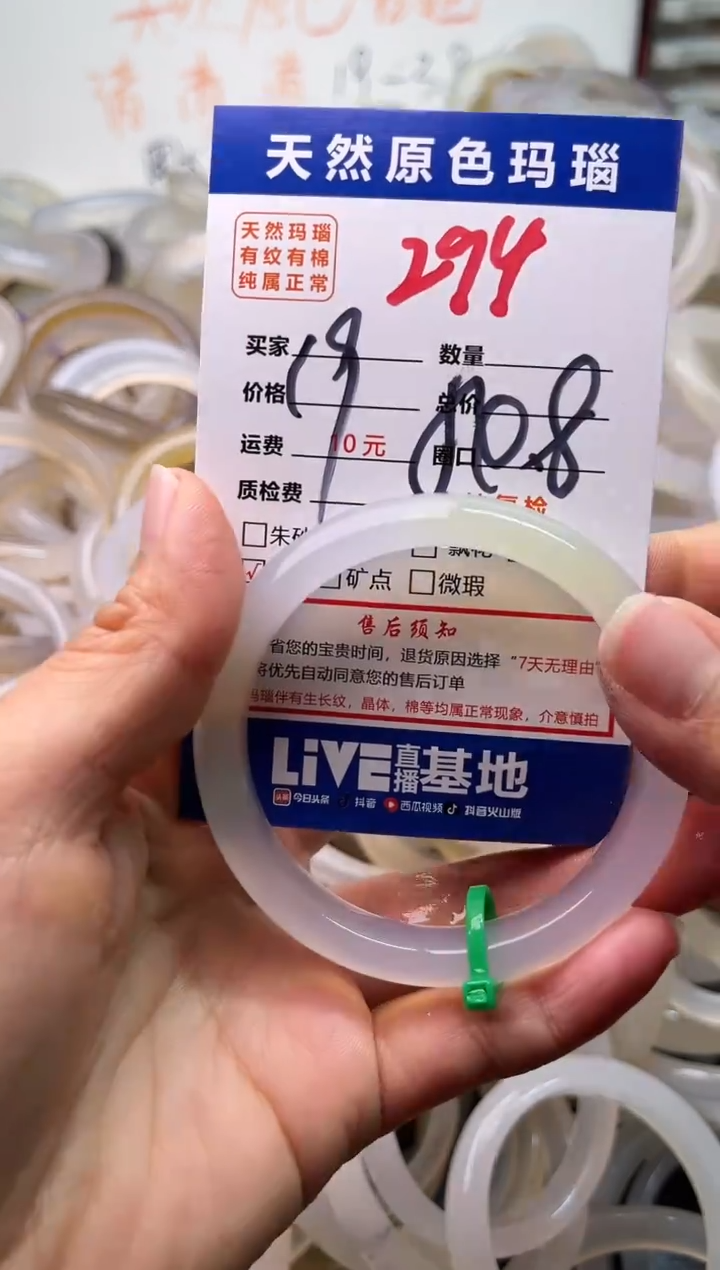 请
19-29
天然原色玛瑙
天然玛瑙
有纹有棉
纯属正常
294
买家
数量
19
价格
总价
运费 10元
圈口
质检费
矿点 微瑕
售后须知
省您的宝贵时间，退货原因选择 "7天无理由"
将优先自动同意您的售后订单
玛瑙伴有生长纹，晶体，棉等均属正常现象，介意慎拍
LiVE直播基地
头条 今日头条 抖音 西瓜视频 抖音火山版